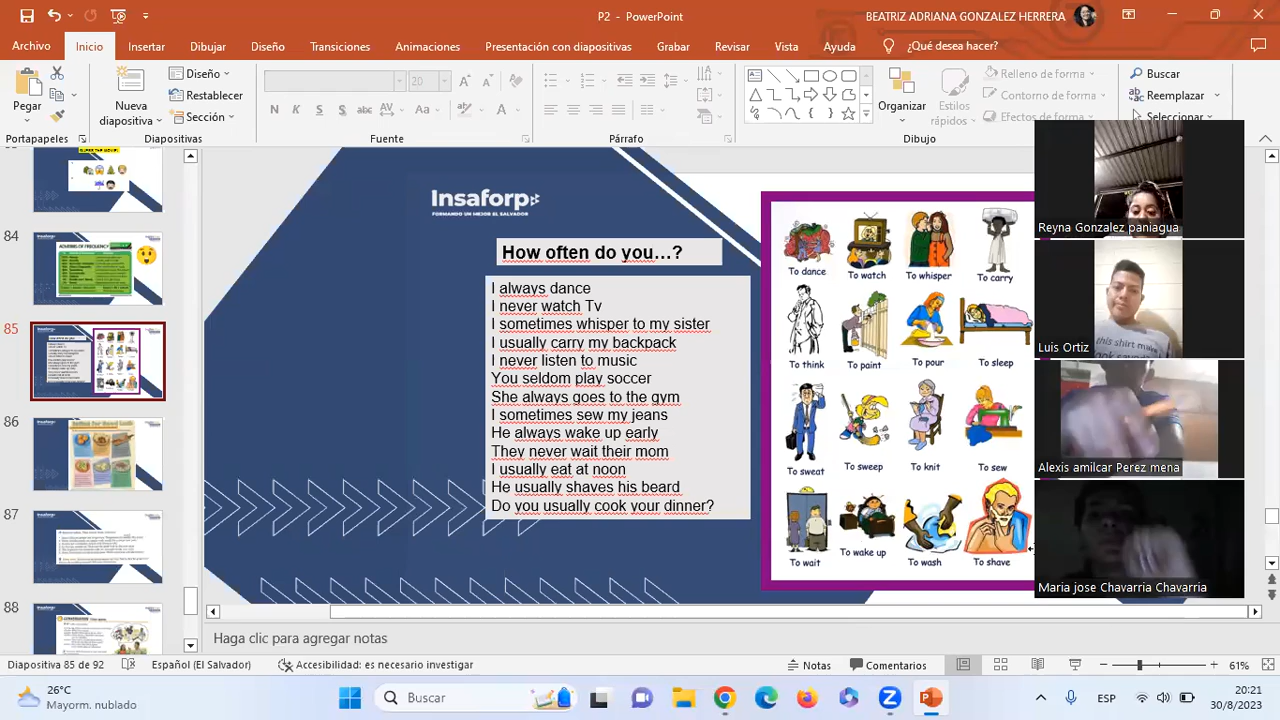 P2 - PowerPoint
BEATRIZ ADRIANA GONZALEZ HERRERA
Archivo
Inicio
Insertar
Dibujar
Diseño
Transiciones
Animaciones
Presentación con diapositivas
Grabar
Revisar
Vista
Ayuda
¿Qué desea hacer?
Pegar
Portapapeles
Nueva diapositiva
Diseño
Restablecer
Sección
Diapositivas
20
N K S S abc AV Aa A
Fuente
Párrafo
Organizar
Estilos rápidos
Relleno de forma
Contorno de forma
Efectos de forma
Dibujo
Buscar
Reemplazar
Seleccionar
84
ADVERBS OF FREQUENCY
85
86
87
88
Insaforp
FORMANDO UN MEJOR EL SALVADOR
How often do you…?
I always dance
I never watch Tv
I sometimes whisper to my sister
I usually carry my backpack
I never listen to music
You seldom play soccer
She always goes to the gym
I sometimes sew my jeans
He always wake up early
They never wait their mom
I usually eat at noon
He usually shaves his beard
Do you usually cook your dinner?
o dance
To watch
To whisper
To carry
To think
To paint
To pour
To sleep
To sweat
To sweep
To knit
To sew
To wait
To wake up
To wash
To shave
Rene Gonzalez paniagua
Luis Ortiz
Alexis amilcar Perez mena
Maria jose Chavarria Chavarria
Haga clic para agregar notas
Diapositiva 85 de 92
Español (El Salvador)
Accesibilidad: es necesario investigar
Notas
Comentarios
61%
26°C
Mayorm. nublado
Buscar
ESP
20:21
30/8/2023